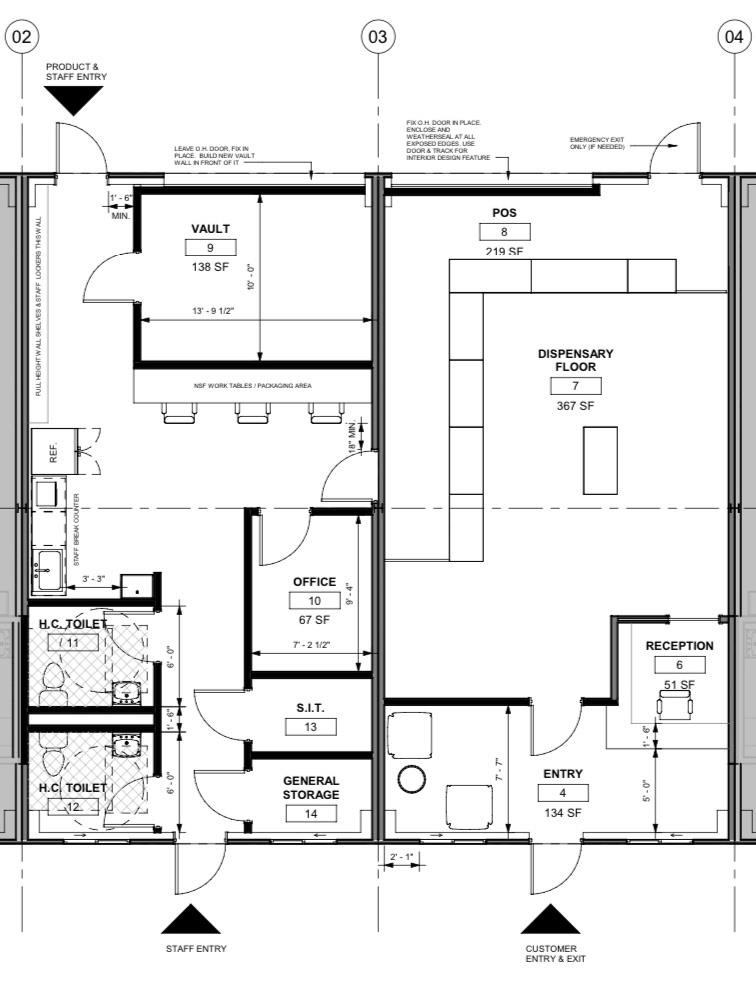 02
03
04
PRODUCT &
STAFF ENTRY
LEAVE O.H. DOOR, FIX IN
PLACE. BUILD NEW VAULT
WALL IN FRONT OF IT
FIX O.H. DOOR IN PLACE.
ENCLOSE AND
WEATHERSEAL AT ALL
EXPOSED EDGES. USE
DOOR & TRACK FOR
INTERIOR DESIGN FEATURE
EMERGENCY EXIT
ONLY (IF NEEDED)
1' - 6"
MIN.
FULL HEIGHT WALL SHELVES & STAFF LOCKERS THIS WALL
VAULT
9
138 SF
10' - 0"
13' - 9 1/2"
POS
8
219 SF
NSF WORK TABLES / PACKAGING AREA
DISPENSARY
FLOOR
7
367 SF
18" MIN.
REF.
STAFF BREAK COUNTER
3' - 3"
OFFICE
10
67 SF
9' - 4"
7' - 2 1/2"
H.C. TOILET
11
6' - 0"
RECEPTION
6
51 SF
S.I.T.
13
1' - 6"
1' - 6"
H.C. TOILET
12
6' - 0"
GENERAL
STORAGE
14
7' - 7"
ENTRY
4
134 SF
5' - 0"
2' - 1"
STAFF ENTRY
CUSTOMER
ENTRY & EXIT